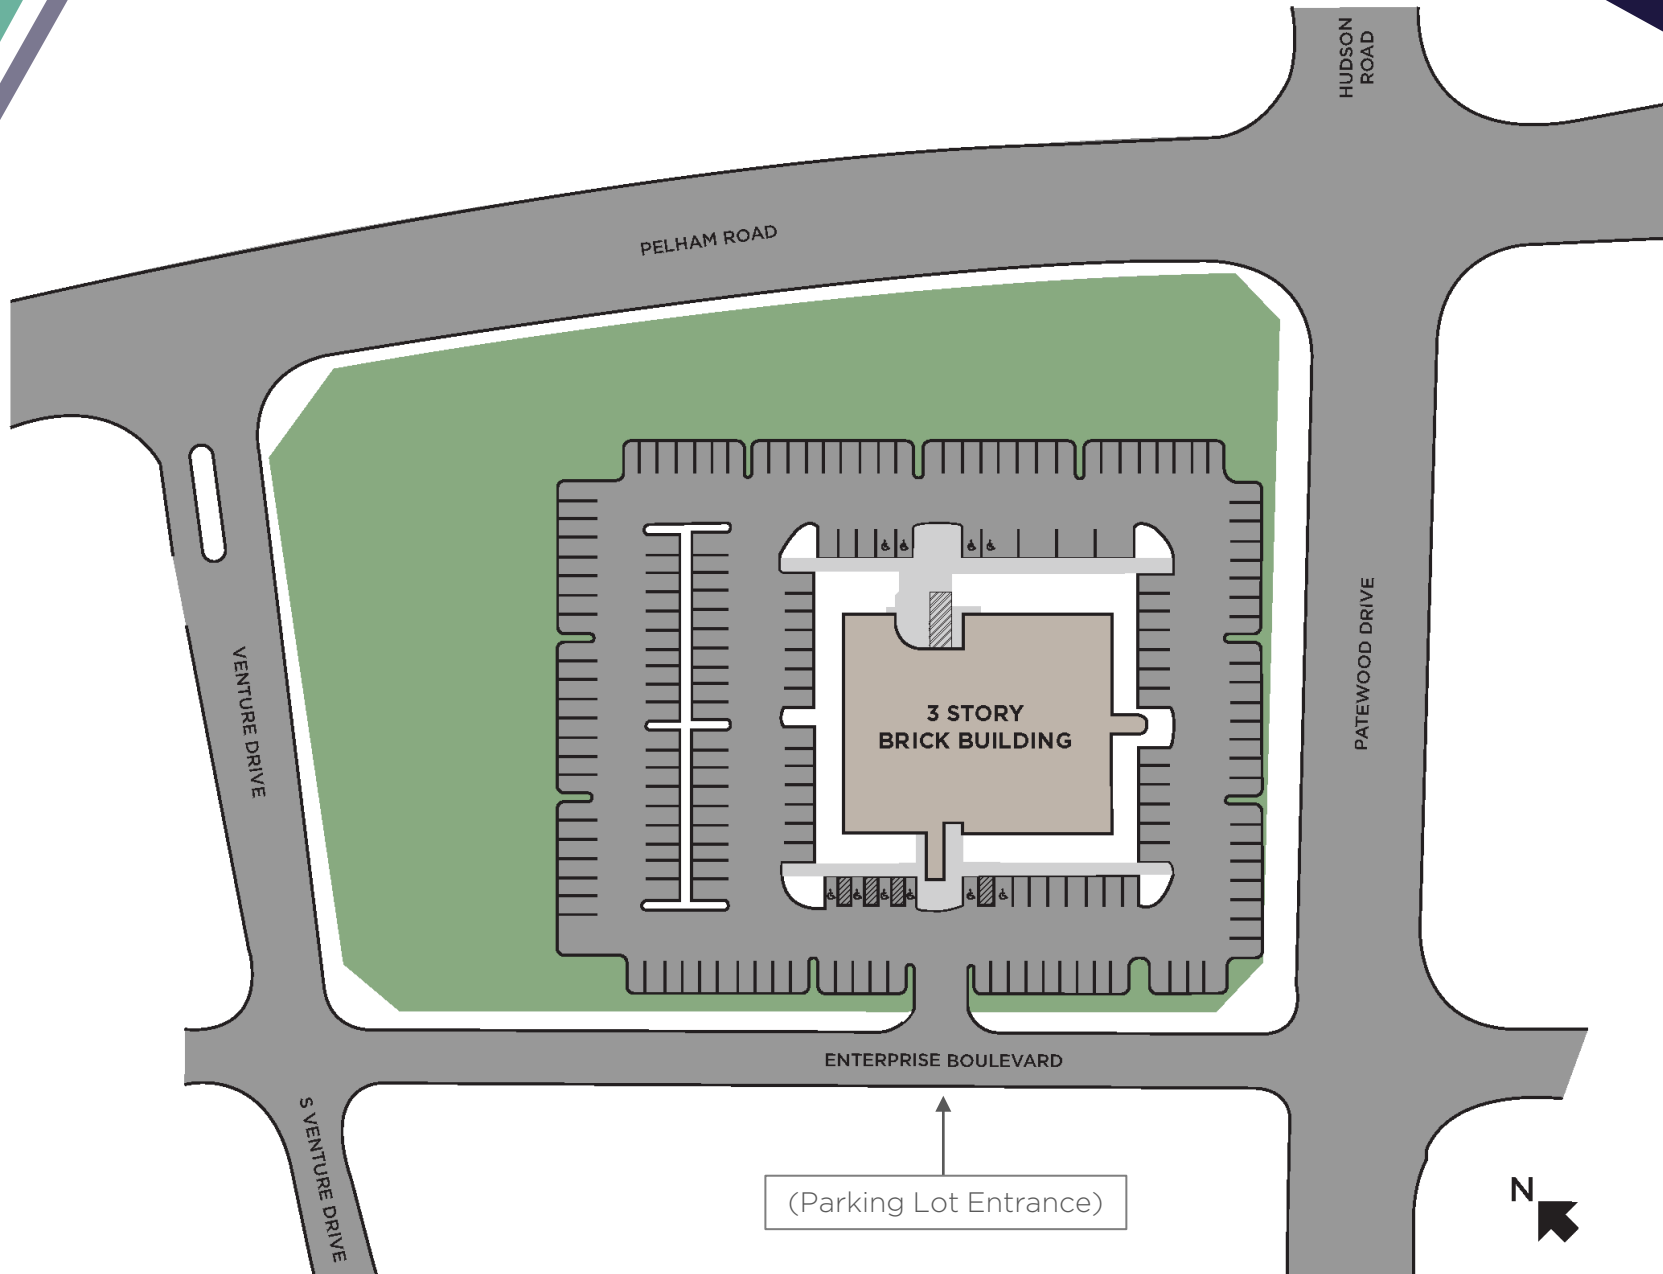 HUDSON
ROAD
PELHAM ROAD
VENTURE DRIVE
3 STORY
BRICK BUILDING
PATEWOOD DRIVE
ENTERPRISE BOULEVARD
S VENTURE DRIVE
(Parking Lot Entrance)
N